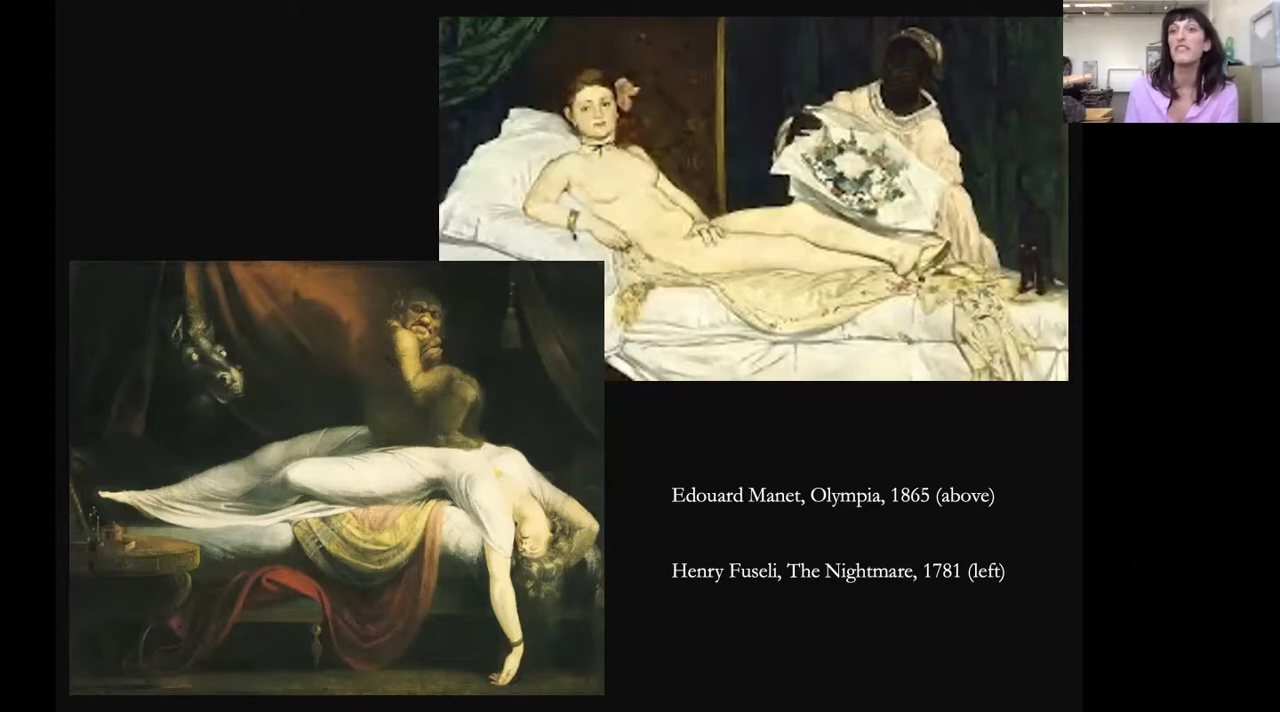 Edouard Manet, Olympia, 1865 (above)
Henry Fuseli, The Nightmare, 1781 (left)